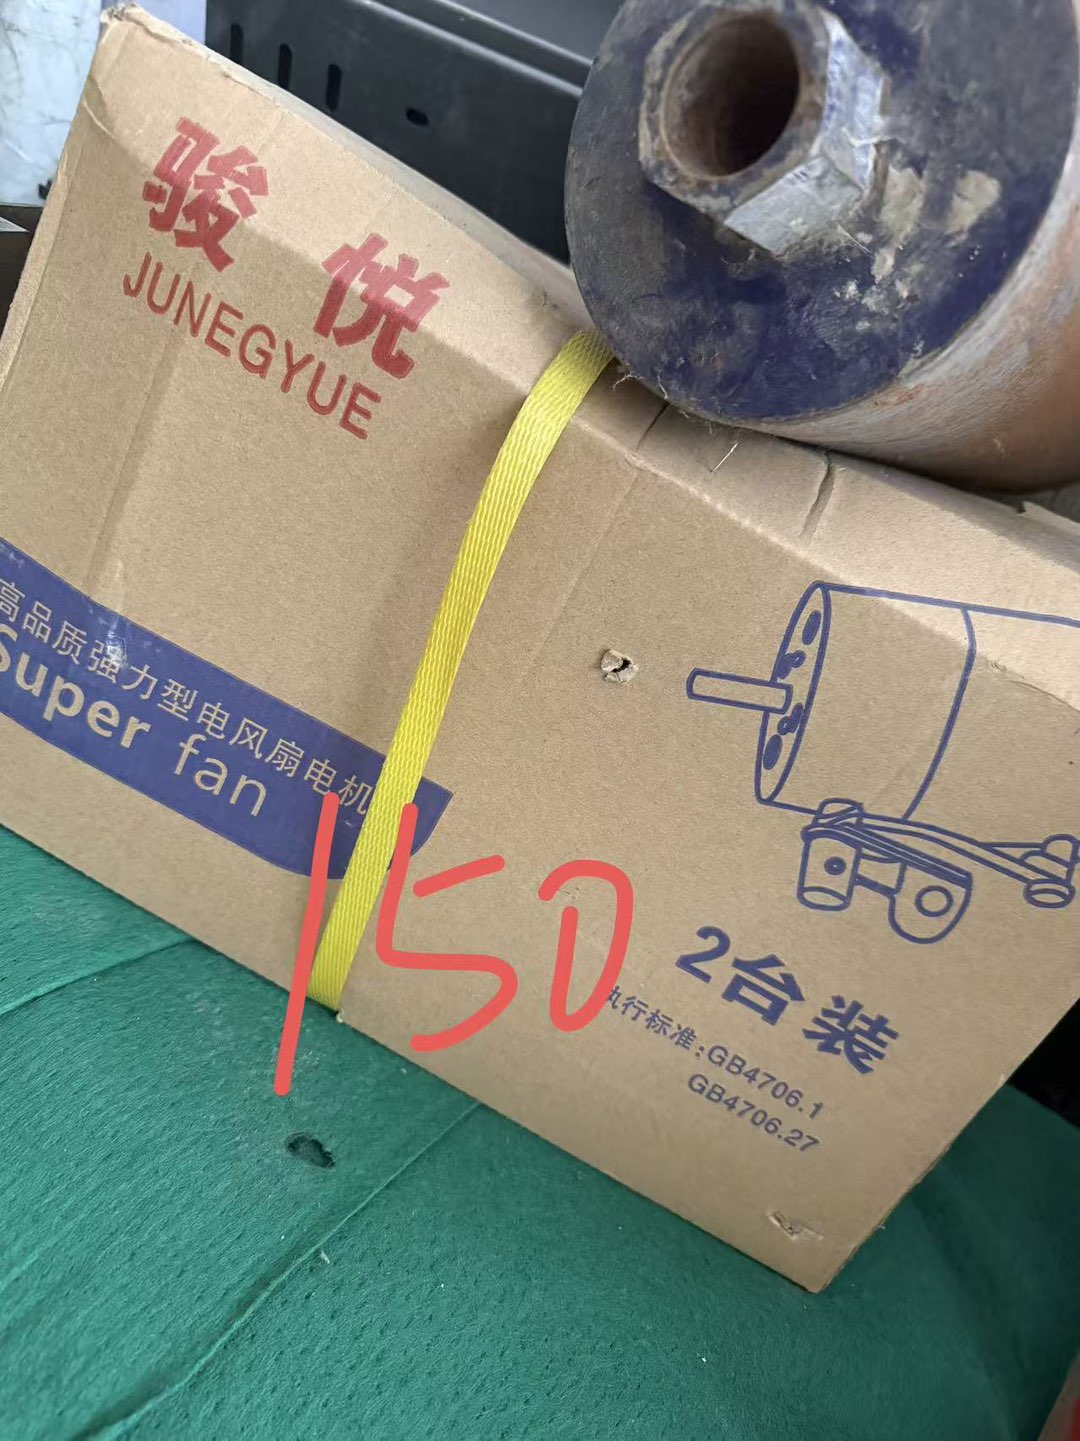 骏悦
JUNEGYUE
高品质强力型电风扇电机
Super fan
150
2台装
执行标准:GB4706.1
GB4706.27